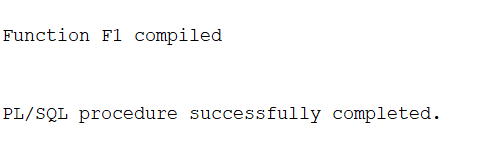 Function F1 compiled
PL/SQL procedure successfully completed.